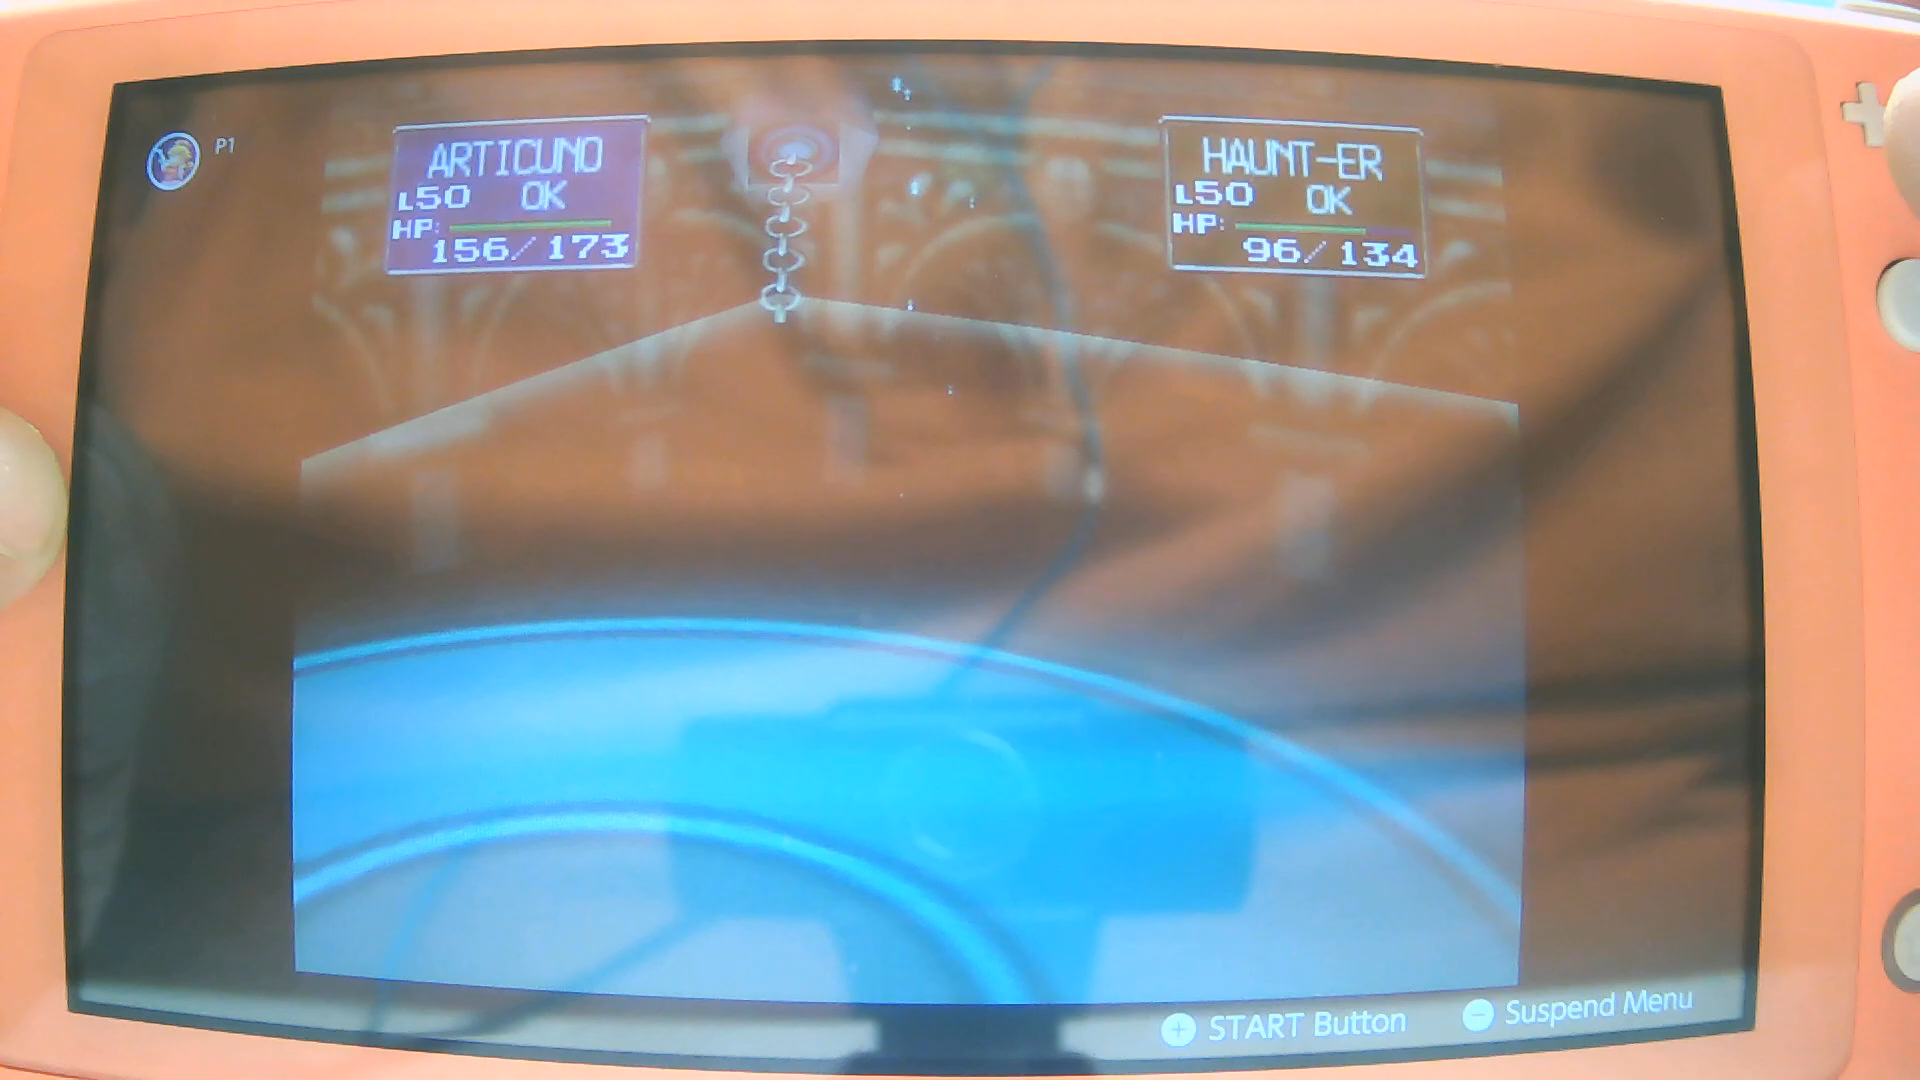 P1
ARTICUNO
L50 OK
HP:
156/173
HAUNT-ER
L50 OK
HP:
96/134
START Button
Suspend Menu